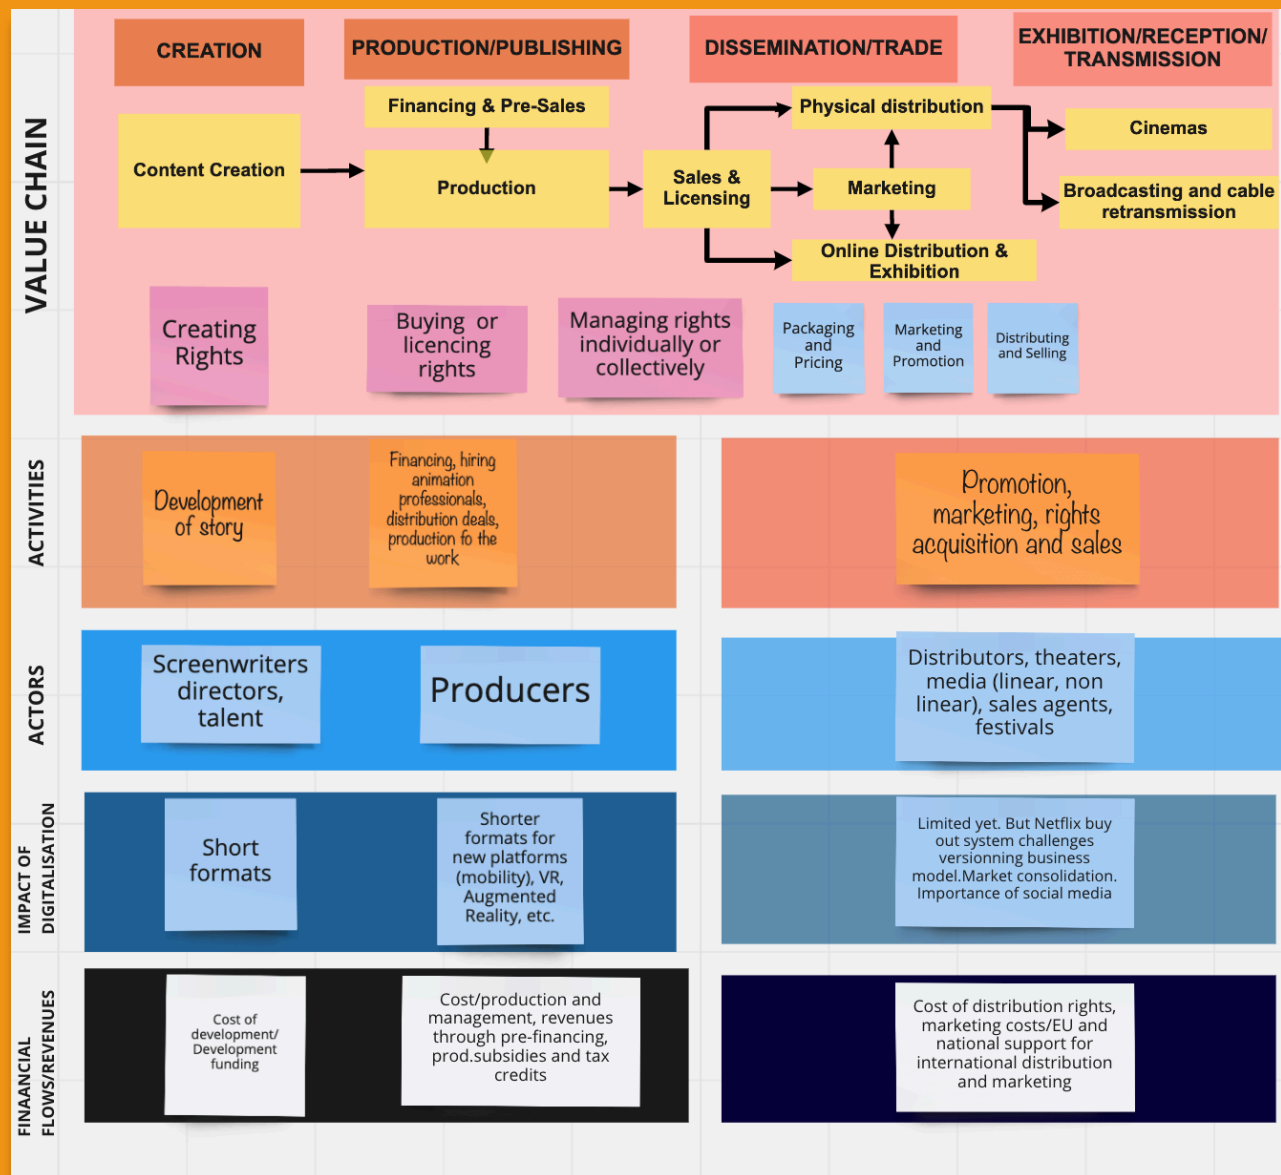 CREATION
PRODUCTION/PUBLISHING
DISSEMINATION/TRADE
EXHIBITION/RECEPTION/
TRANSMISSION
VALUE CHAIN
Content Creation
Financing & Pre-Sales
Production
Sales &
Licensing
Physical distribution
Marketing
Online Distribution &
Exhibition
Cinemas
Broadcasting and cable
retransmission
Creating
Rights
Buying or
licencing
rights
Managing rights
individually or
collectively
Packaging
and
Pricing
Marketing
and
Promotion
Distributing
and Selling
ACTIVITIES
Development
of story
Financing, hiring
animation
professionals,
distribution deals,
production fo the
work
Promotion,
marketing, rights
acquisition and sales
ACTORS
Screenwriters
directors,
talent
Producers
Distributors, theaters,
media (linear, non
linear), sales agents,
festivals
IMPACT OF
DIGITALISATION
Short
formats
Shorter
formats for
new platforms
(mobility), VR,
Augmented
Reality, etc.
Limited yet. But Netflix buy
out system challenges
versionning business
model.Market consolidation.
Importance of social media
FINAANCIAL
FLOWS/REVENUES
Cost of
development/
Development
funding
Cost/production and
management, revenues
through pre-financing,
prod.subsidies and tax
credits
Cost of distribution rights,
marketing costs/EU and
national support for
international distribution
and marketing